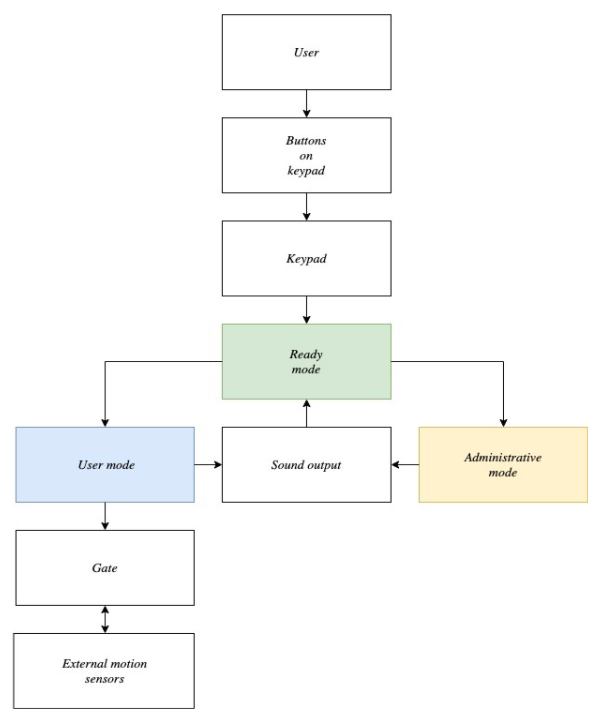 User
Buttons
on
keypad
Keypad
Ready
mode
User mode
Sound output
Administrative
mode
Gate
External motion
sensors